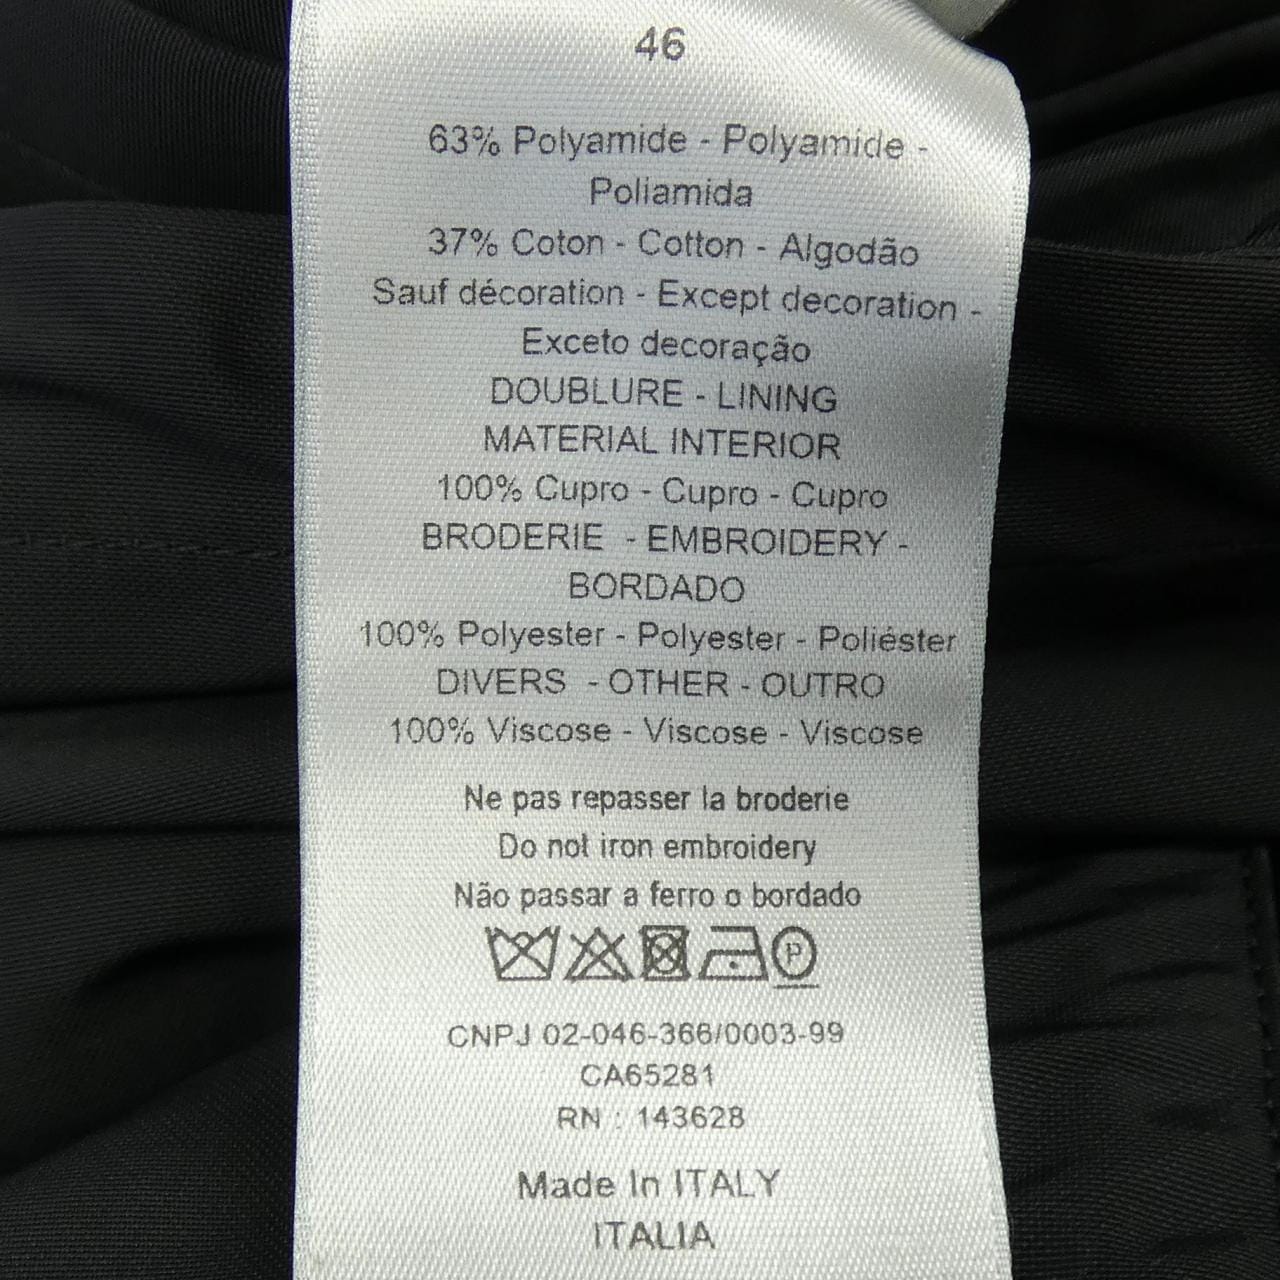 46
63% Polyamide - Polyamide -
Poliamida
37% Coton - Cotton - Algodão
Sauf décoration - Except decoration -
Exceto decoração
DOUBLURE - LINING
MATERIAL INTERIOR
100% Cupro - Cupro - Cupro
BRODERIE - EMBROIDERY -
BORDADO
100% Polyester - Polyester - Poliéster
DIVERS - OTHER - OUTRO
100% Viscose - Viscose - Viscose
Ne pas repasser la broderie
Do not iron embroidery
Não passar a ferro o bordado
P
CNPJ 02-046-366/0003-99
CA65281
RN : 143628
Made In ITALY
ITALIA